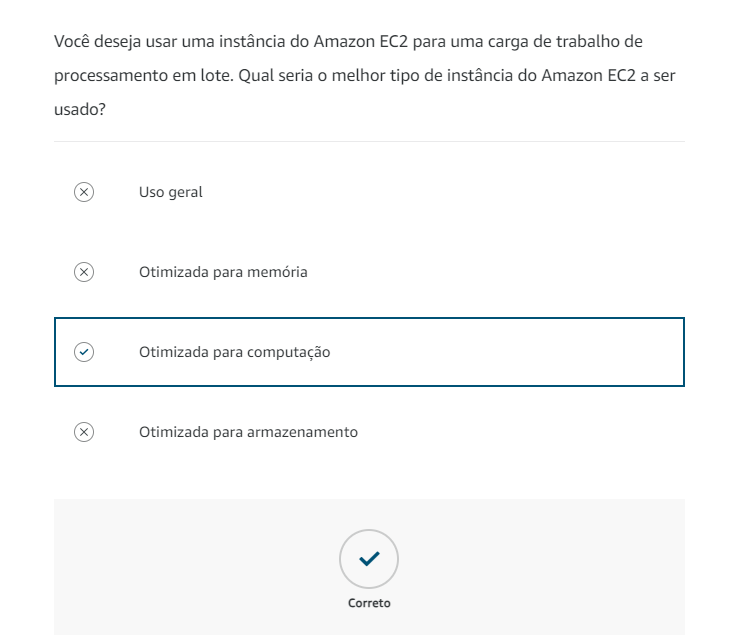 Você deseja usar uma instância do Amazon EC2 para uma carga de trabalho de
processamento em lote. Qual seria o melhor tipo de instância do Amazon EC2 a ser
usado?
Uso geral
Otimizada para memória
Otimizada para computação
Otimizada para armazenamento
Correto